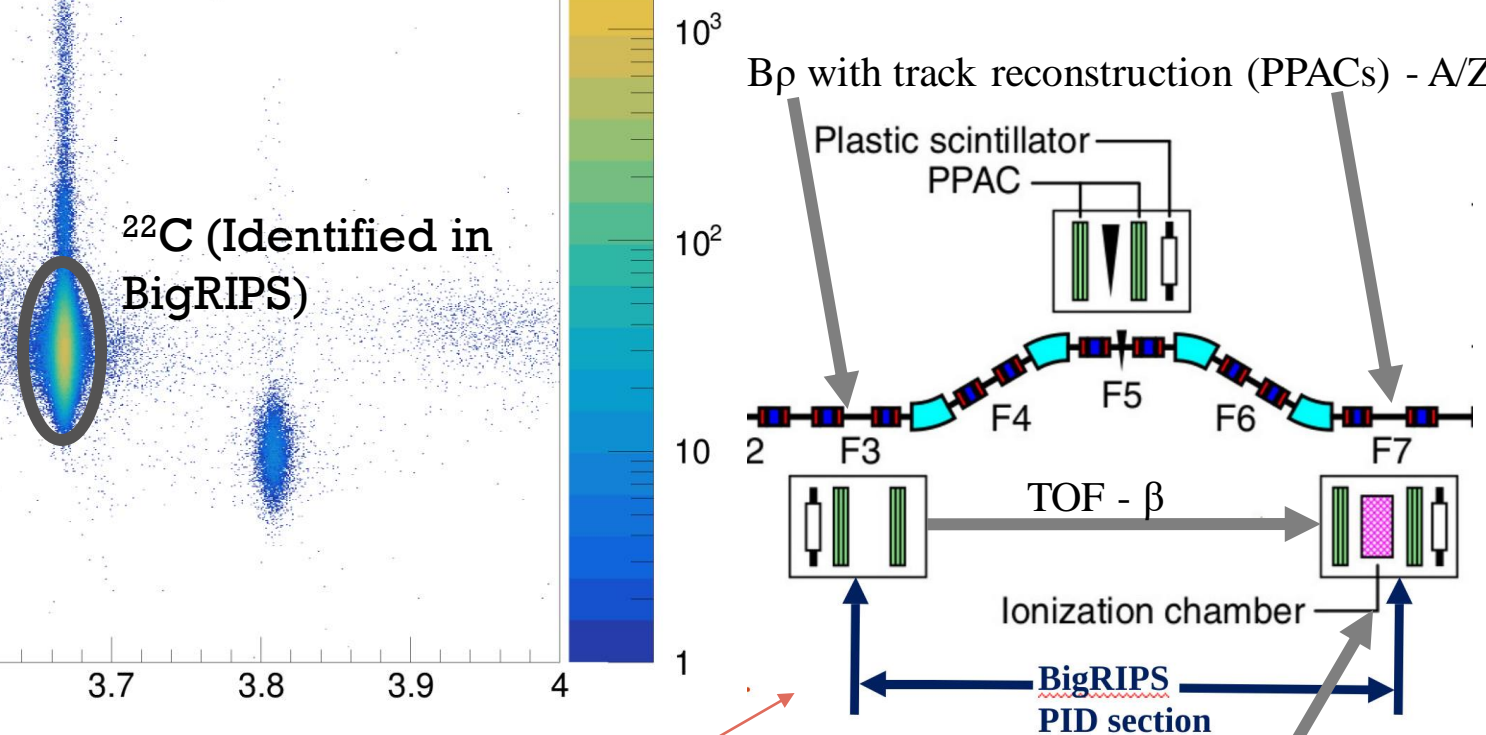 10³
10²
10
1
²²C (Identified in
BigRIPS)
3.7 3.8 3.9 4
Bρ with track reconstruction (PPACs) - A/Z
Plastic scintillator
PPAC
F5
F4 F6
2 F3 F7
TOF - β
Ionization chamber
BigRIPS
PID section